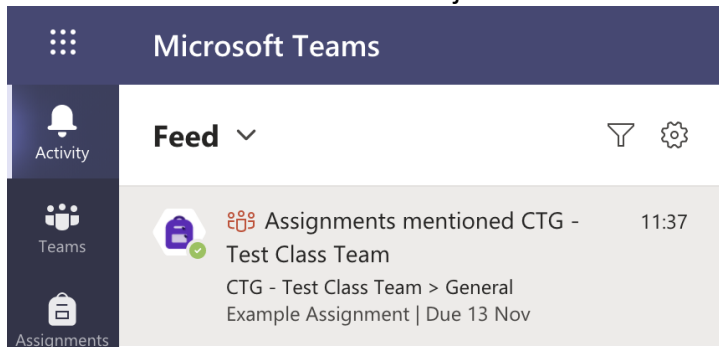 Microsoft Teams
Activity
Feed
Teams
Assignments mentioned CTG - 11:37
Test Class Team
CTG - Test Class Team > General
Example Assignment | Due 13 Nov
Assignments